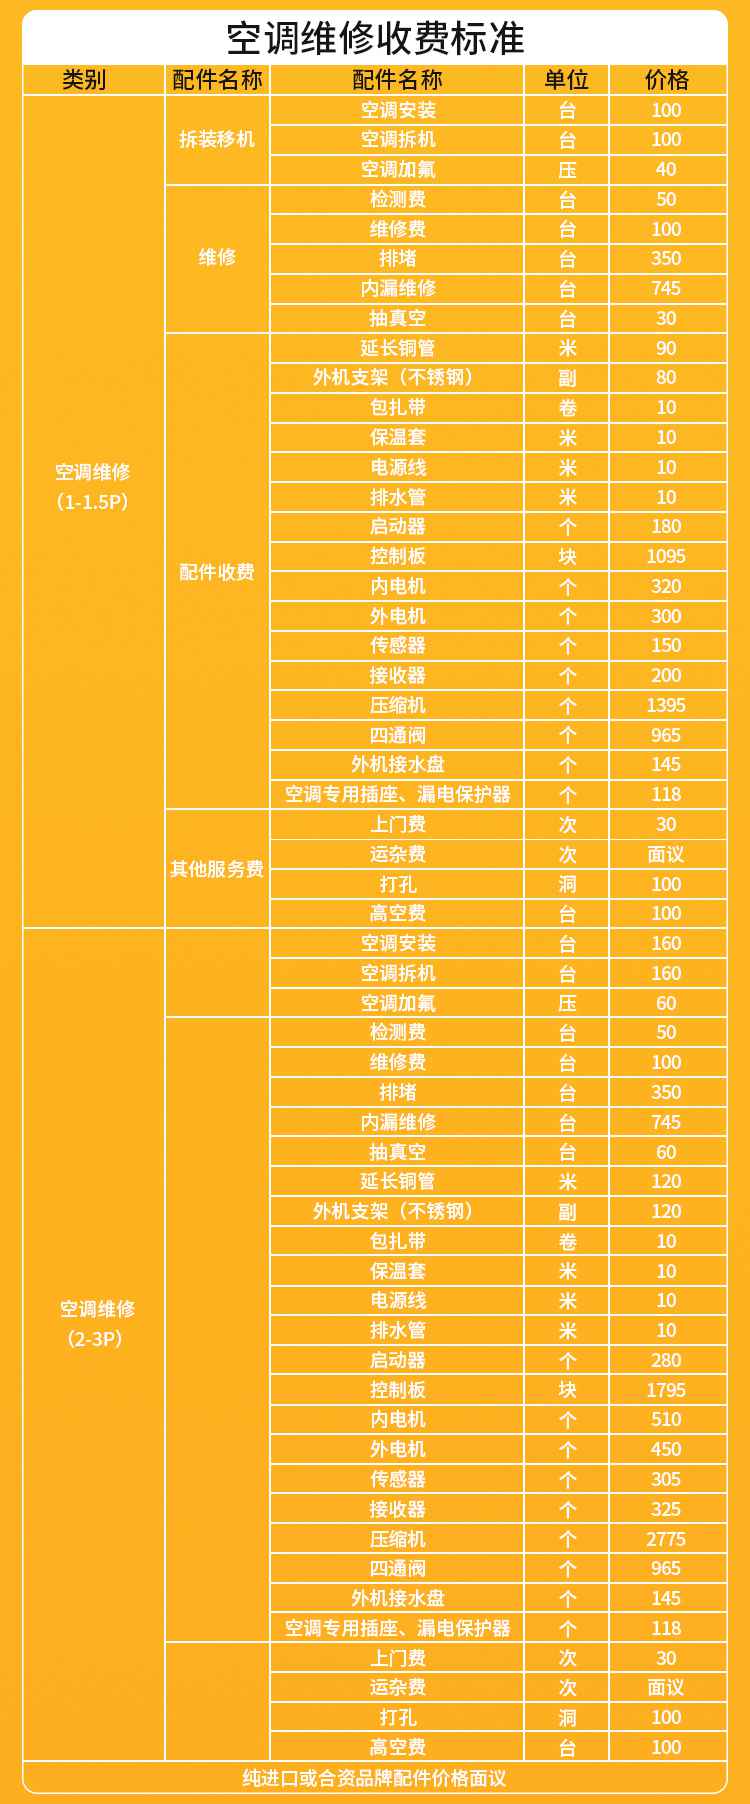 空调维修收费标准
类别 配件名称 配件名称 单位 价格
空调安装 台 100
拆装移机 空调拆机 台 100
空调加氟 压 40
检测费 台 50
维修费 台 100
维修 排堵 台 350
内漏维修 台 745
抽真空 台 30
延长铜管 米 90
外机支架（不锈钢） 副 80
包扎带 卷 10
保温套 米 10
空调维修 电源线 米 10
（1-1.5P） 排水管 米 10
启动器 个 180
控制板 块 1095
配件收费 内电机 个 320
外电机 个 300
传感器 个 150
接收器 个 200
压缩机 个 1395
四通阀 个 965
外机接水盘 个 145
空调专用插座、漏电保护器 个 118
上门费 次 30
运杂费 次 面议
其他服务费 打孔 洞 100
高空费 台 100
空调安装 台 160
空调拆机 台 160
空调加氟 压 60
检测费 台 50
维修费 台 100
排堵 台 350
内漏维修 台 745
抽真空 台 60
延长铜管 米 120
外机支架（不锈钢） 副 120
包扎带 卷 10
保温套 米 10
空调维修 电源线 米 10
（2-3P） 排水管 米 10
启动器 个 280
控制板 块 1795
内电机 个 510
外电机 个 450
传感器 个 305
接收器 个 325
压缩机 个 2775
四通阀 个 965
外机接水盘 个 145
空调专用插座、漏电保护器 个 118
上门费 次 30
运杂费 次 面议
打孔 洞 100
高空费 台 100
纯进口或合资品牌配件价格面议